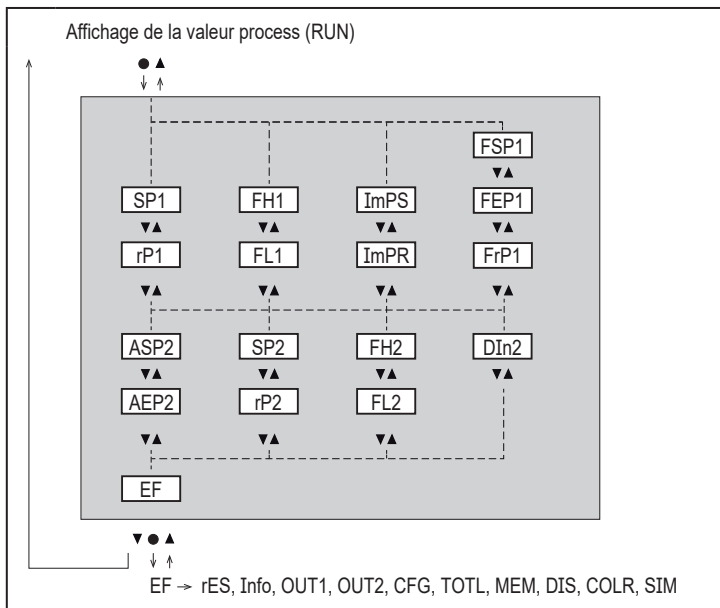 Affichage de la valeur process (RUN)
FSP1
SP1 FH1 ImPS FEP1
rP1 FL1 ImPR FrP1
ASP2 SP2 FH2 DIn2
AEP2 rP2 FL2
EF
EF → rES, Info, OUT1, OUT2, CFG, TOTL, MEM, DIS, COLR, SIM